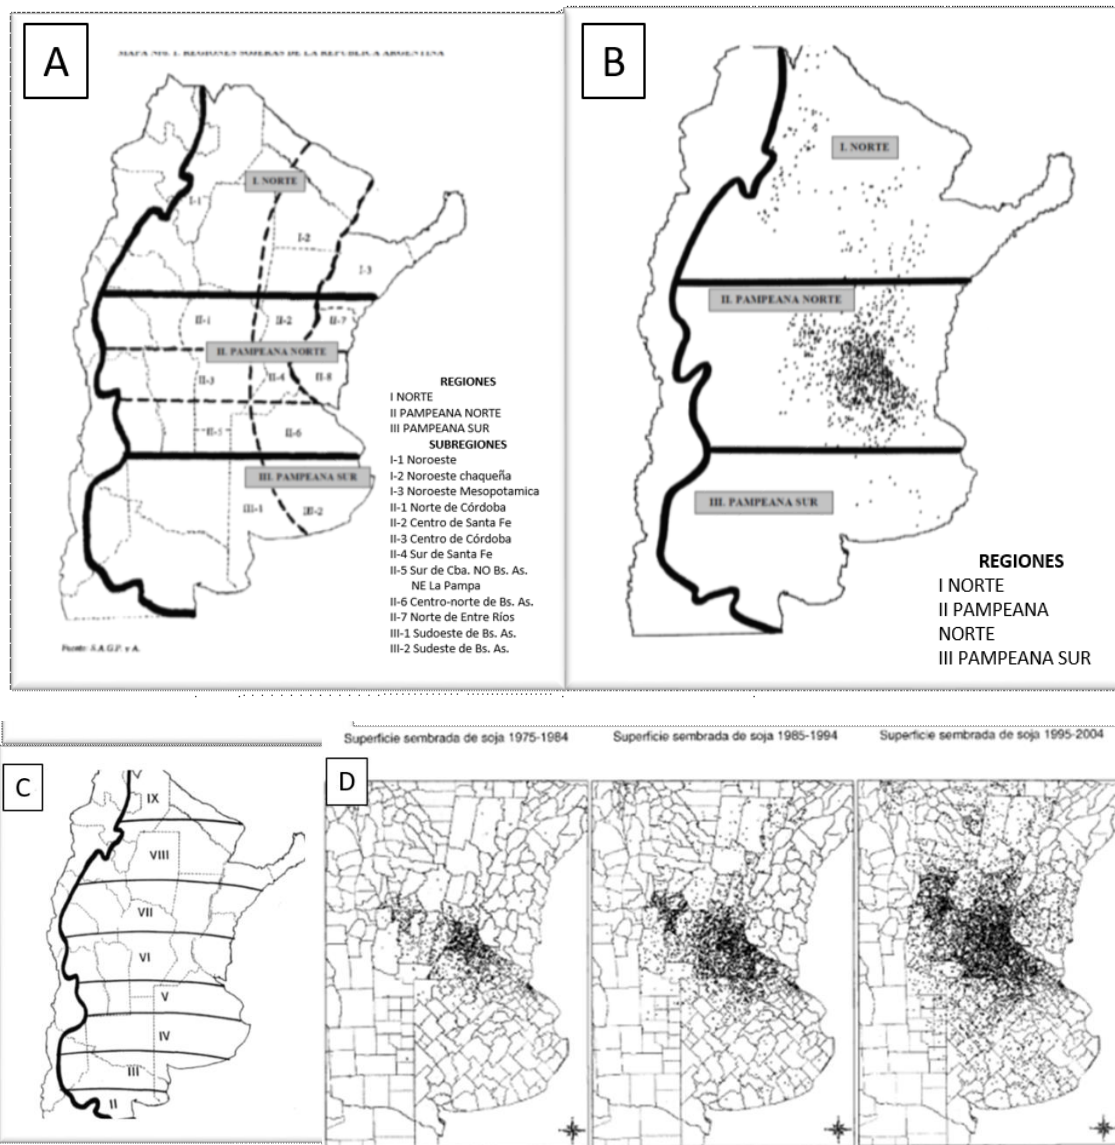 A
MAPA Nro. 1. REGIONES SOJERAS DE LA REPUBLICA ARGENTINA
I. NORTE
I-1
I-2
I-3
II-1
II-2
II-7
II. PAMPEANA NORTE
II-3
II-4
II-8
II-5
II-6
III. PAMPEANA SUR
III-1
III-2
REGIONES
I NORTE
II PAMPEANA NORTE
III PAMPEANA SUR
SUBREGIONES
I-1 Noroeste
I-2 Noroeste chaqueña
I-3 Noroeste Mesopotamica
II-1 Norte de Córdoba
II-2 Centro de Santa Fe
II-3 Centro de Córdoba
II-4 Sur de Santa Fe
II-5 Sur de Cba. NO Bs. As.
NE La Pampa
II-6 Centro-norte de Bs. As.
II-7 Norte de Entre Ríos
III-1 Sudoeste de Bs. As.
III-2 Sudeste de Bs. As.
Fuente: S.A.G.P. y A.
B
I. NORTE
II. PAMPEANA NORTE
III. PAMPEANA SUR
REGIONES
I NORTE
II PAMPEANA
NORTE
III PAMPEANA SUR
C
IX
VIII
VII
VI
V
IV
III
II
D
Superficie sembrada de soja 1975-1984
Superficie sembrada de soja 1985-1994
Superficie sembrada de soja 1995-2004